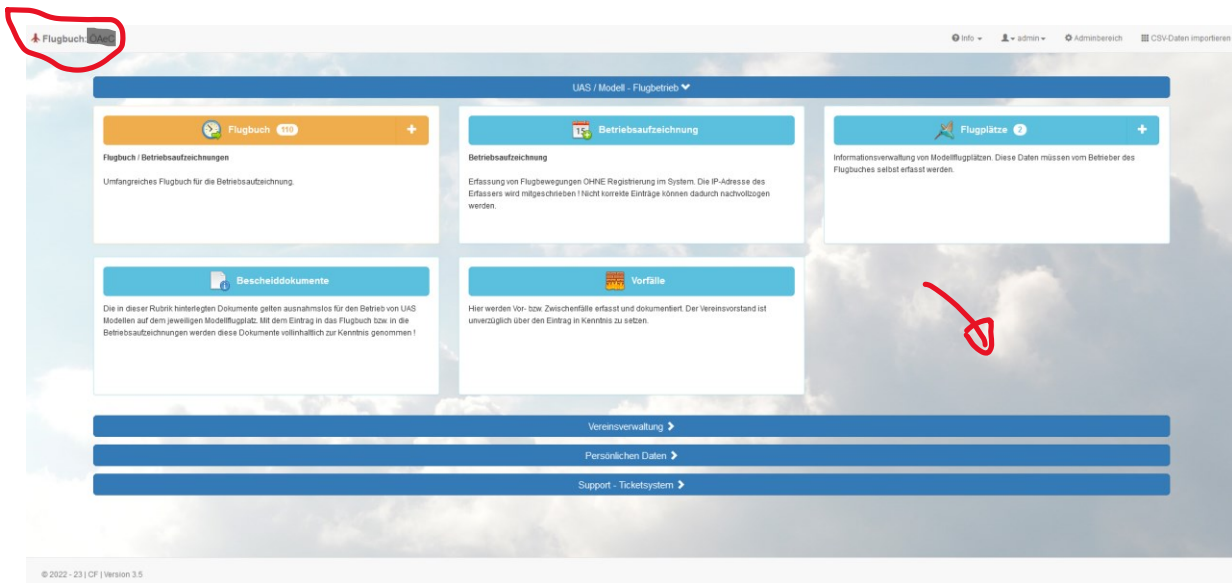 Flugbuch: ÖAeC
Info
admin
Adminbereich
CSV-Daten importieren
UAS / Modell - Flugbetrieb
Flugbuch 110
Flugbuch / Betriebsaufzeichnungen
Umfangreiches Flugbuch für die Betriebsaufzeichnung.
15
Betriebsaufzeichnung
Betriebsaufzeichnung
Erfassung von Flugbewegungen OHNE Registrierung im System. Die IP-Adresse des
Erfassers wird mitgeschrieben ! Nicht korrekte Einträge können dadurch nachvollzogen
werden.
Flugplätze 2
Informationsverwaltung von Modellflugplätzen. Diese Daten müssen vom Betreiber des
Flugbuches selbst erfasst werden.
Bescheiddokumente
Die in dieser Rubrik hinterlegten Dokumente gelten ausnahmslos für den Betrieb von UAS
Modellen auf dem jeweiligen Modellflugplatz. Mit dem Eintrag in das Flugbuch bzw. in die
Betriebsaufzeichnungen werden diese Dokumente vollinhaltlich zur Kenntnis genommen !
Vorfälle
Hier werden Vor- bzw. Zwischenfälle erfasst und dokumentiert. Der Vereinsvorstand ist
unverzüglich über den Eintrag in Kenntnis zu setzen.
Vereinsverwaltung
Persönlichen Daten
Support - Ticketsystem
© 2022 - 23 | CF | Version 3.5